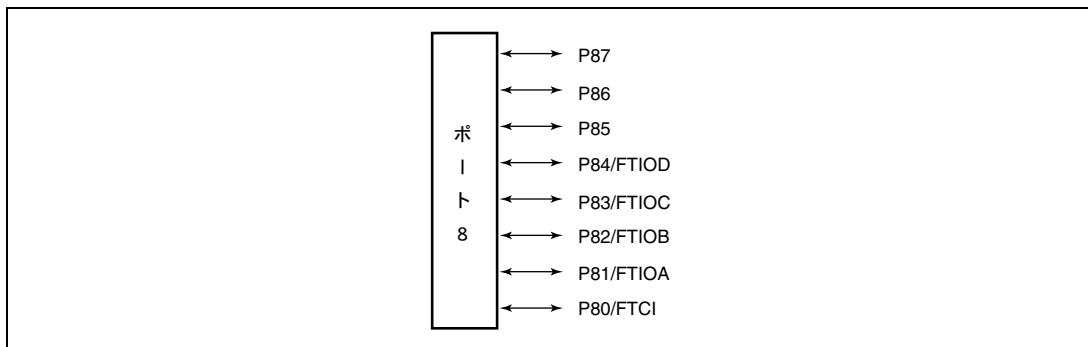 ポート8
P87
P86
P85
P84/FTIOD
P83/FTIOC
P82/FTIOB
P81/FTIOA
P80/FTCI